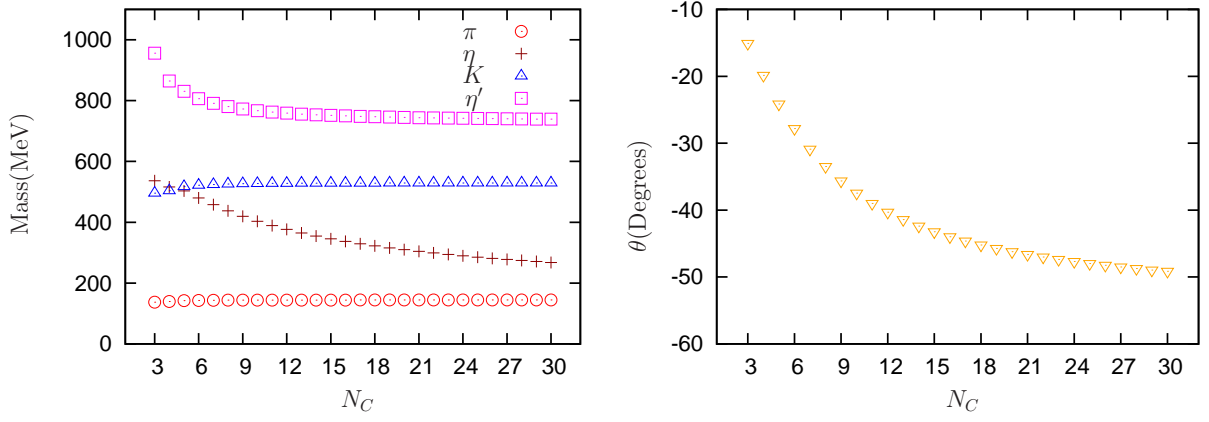 1000
800
600
400
200
0
Mass(MeV)
π
η
K
η′
3 6 9 12 15 18 21 24 27 30
N_C
-10
-20
-30
-40
-50
-60
θ(Degrees)
3 6 9 12 15 18 21 24 27 30
N_C